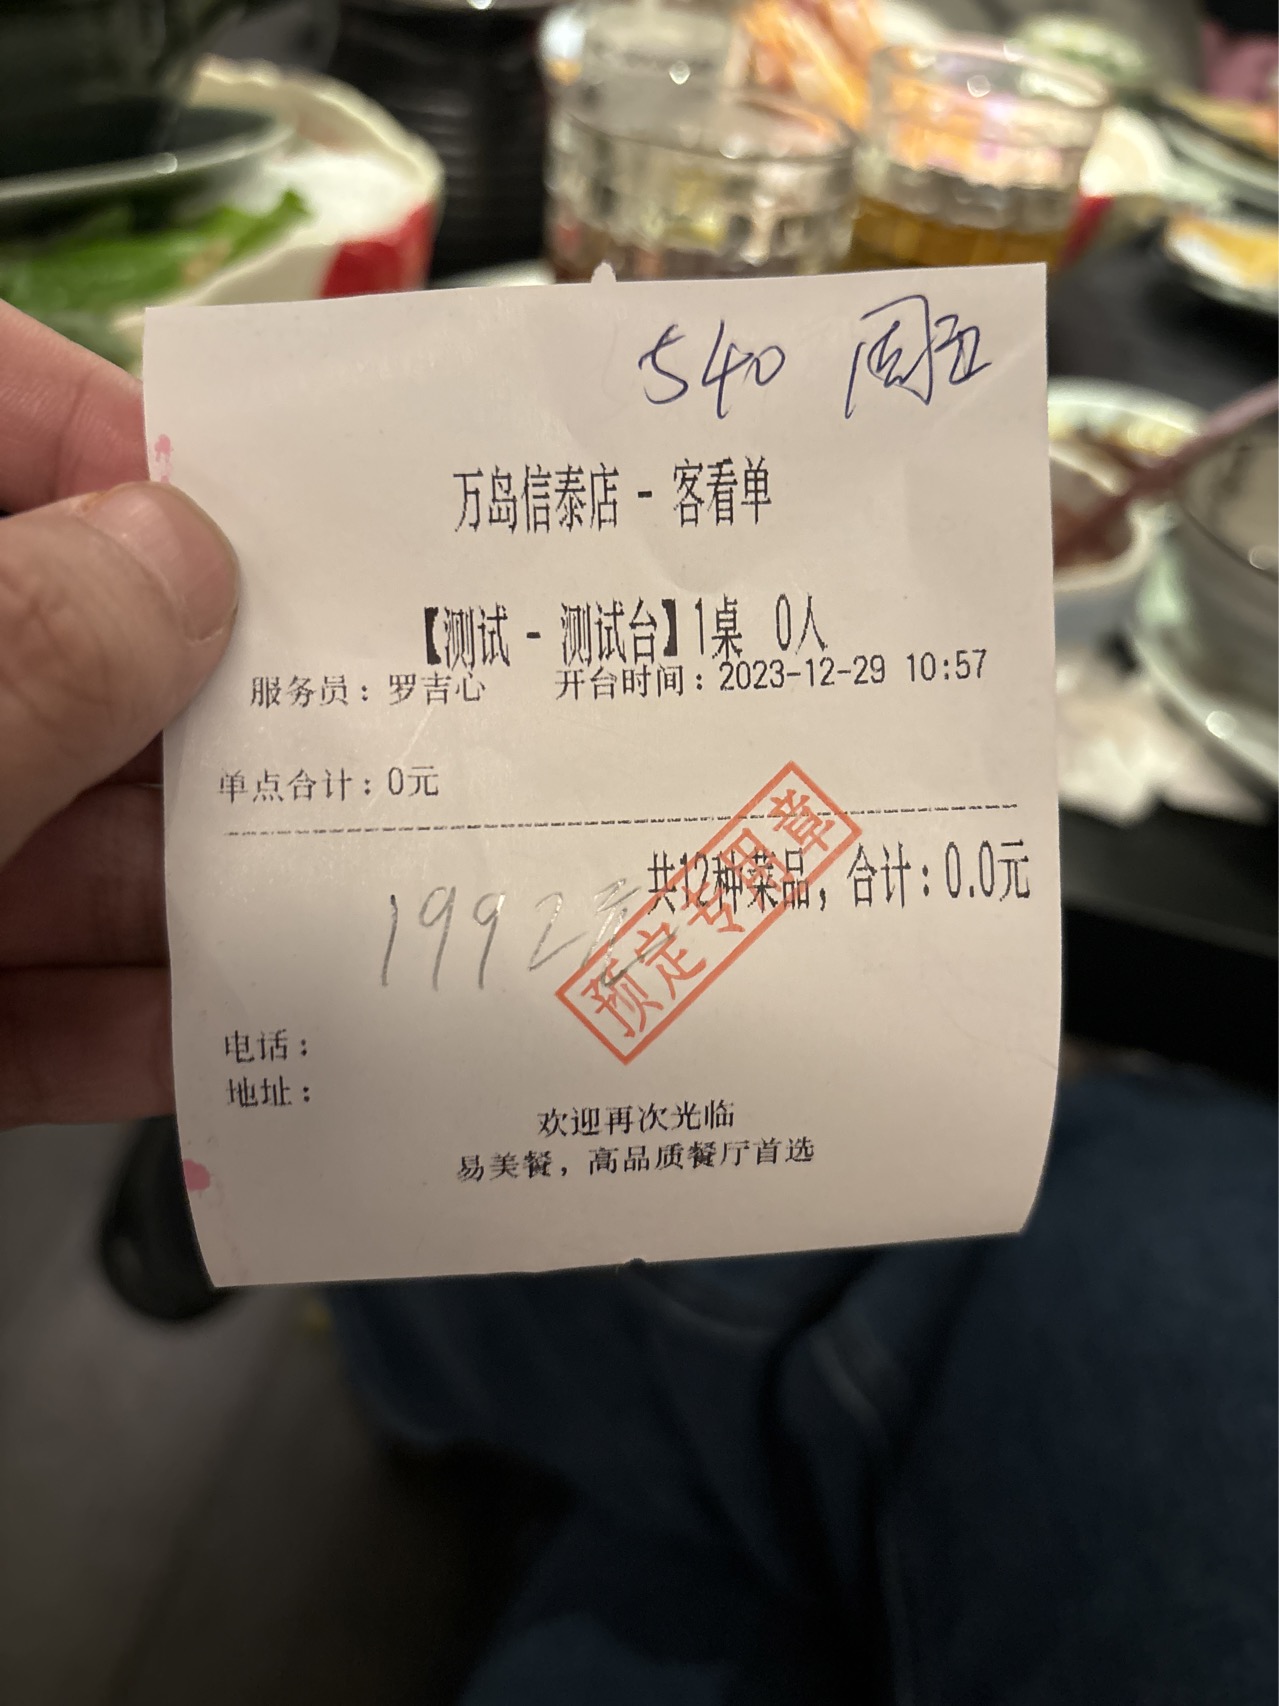 540 周五
万岛信泰店 - 客看单
【测试 - 测试台】1桌 0人
服务员：罗吉心 开台时间：2023-12-29 10:57
单点合计：0元
共12种菜品，合计：0.0元
1992元
预定专用章
电话：
地址：
欢迎再次光临
易美餐，高品质餐厅首选